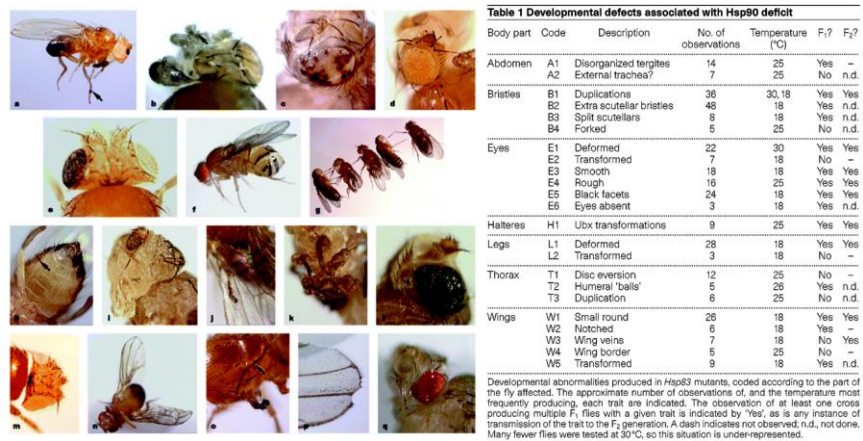 a
b
c
d
e
f
g
i
j
k
m
n
o
p
q
Table 1 Developmental defects associated with Hsp90 deficit
Body part Code Description No. of observations Temperature (°C) F₁? F₂?
Abdomen A1 Disorganized tergites 14 25 Yes –
A2 External trachea? 7 25 No n.d.
Bristles B1 Duplications 36 30, 18 Yes Yes
B2 Extra scutellar bristles 48 18 Yes n.d.
B3 Split scutellars 8 18 Yes n.d.
B4 Forked 5 25 No n.d.
Eyes E1 Deformed 22 30 Yes Yes
E2 Transformed 7 18 No –
E3 Smooth 18 18 Yes Yes
E4 Rough 16 25 Yes Yes
E5 Black facets 24 18 Yes Yes
E6 Eyes absent 3 18 Yes n.d.
Halteres H1 Ubx transformations 9 25 Yes Yes
Legs L1 Deformed 28 18 Yes Yes
L2 Transformed 3 18 No –
Thorax T1 Disc eversion 12 25 No –
T2 Humeral 'balls' 5 26 Yes n.d.
T3 Duplication 6 25 No n.d.
Wings W1 Small round 26 18 Yes Yes
W2 Notched 6 18 Yes –
W3 Wing veins 7 18 No Yes
W4 Wing border 5 25 No –
W5 Transformed 9 18 Yes n.d.
Developmental abnormalities produced in Hsp83 mutants, coded according to the part of
the fly affected. The approximate number of observations of, and the temperature most
frequently producing, each trait are indicated. The observation of at least one cross
producing multiple F₁ flies with a given trait is indicated by 'Yes', as is any instance of
transmission of the trait to the F₂ generation. A dash indicates not observed; n.d., not done.
Many fewer flies were tested at 30°C, so this situation is under-represented.